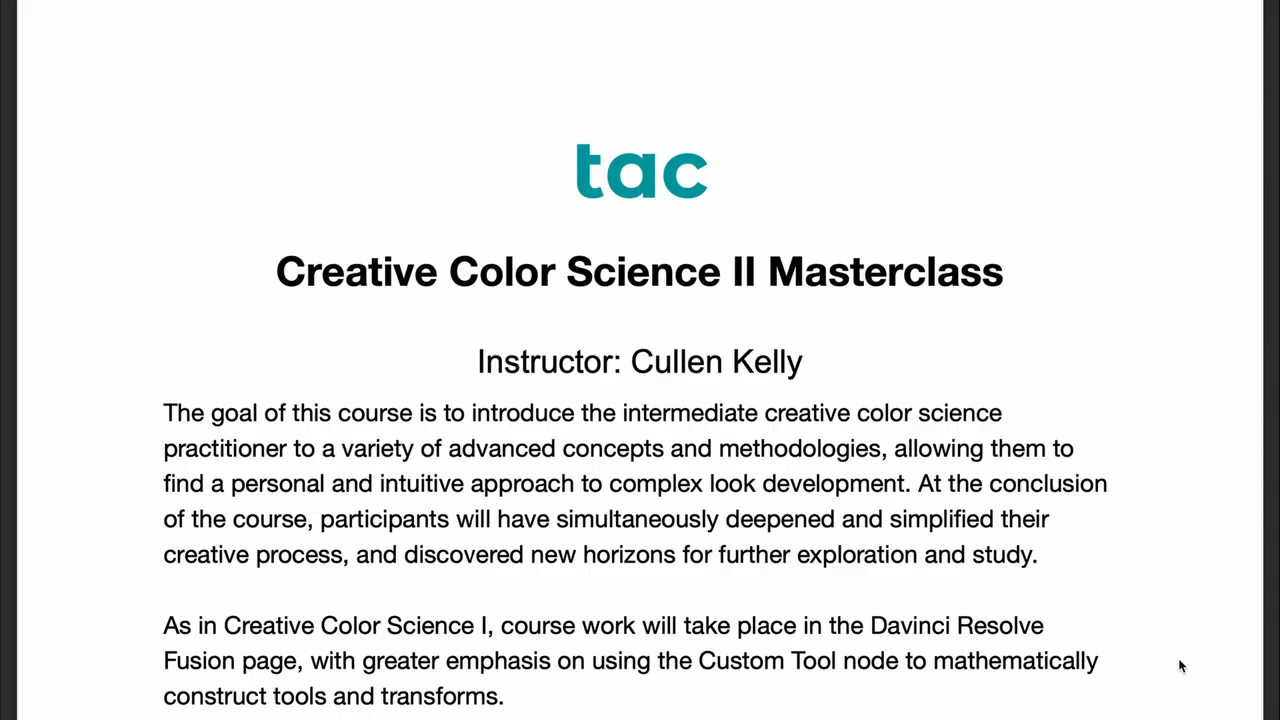 tac
Creative Color Science II Masterclass
Instructor: Cullen Kelly
The goal of this course is to introduce the intermediate creative color science
practitioner to a variety of advanced concepts and methodologies, allowing them to
find a personal and intuitive approach to complex look development. At the conclusion
of the course, participants will have simultaneously deepened and simplified their
creative process, and discovered new horizons for further exploration and study.
As in Creative Color Science I, course work will take place in the Davinci Resolve
Fusion page, with greater emphasis on using the Custom Tool node to mathematically
construct tools and transforms.